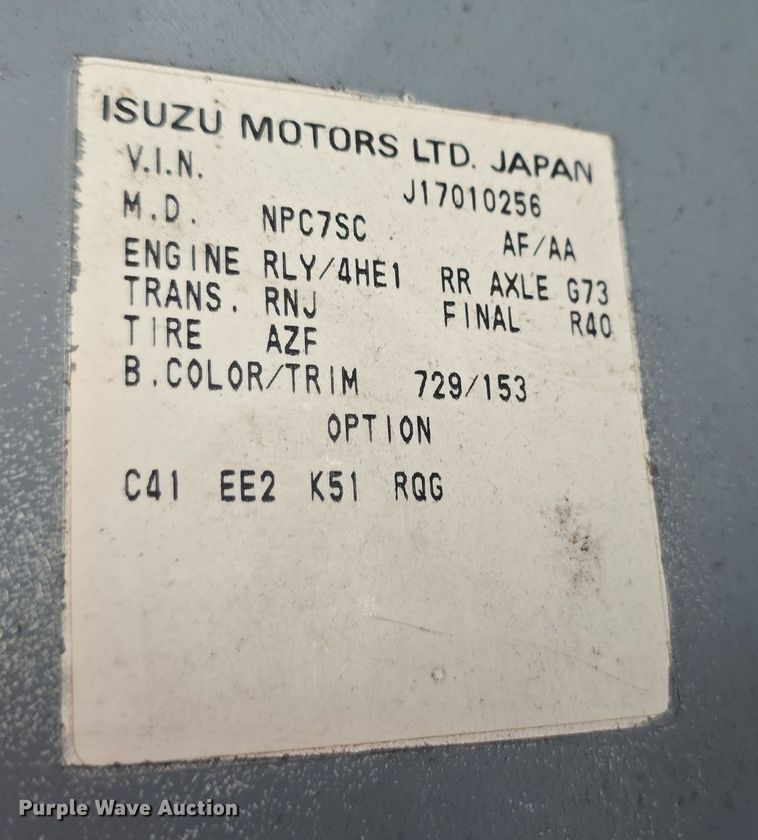 ISUZU MOTORS LTD. JAPAN
V.I.N. J17010256
M.D. NPC7SC AF/AA
ENGINE RLY/4HE1 RR AXLE G73
TRANS. RNJ FINAL R40
TIRE AZF
B.COLOR/TRIM 729/153
OPTION
C41 EE2 K51 RQG
Purple Wave Auction